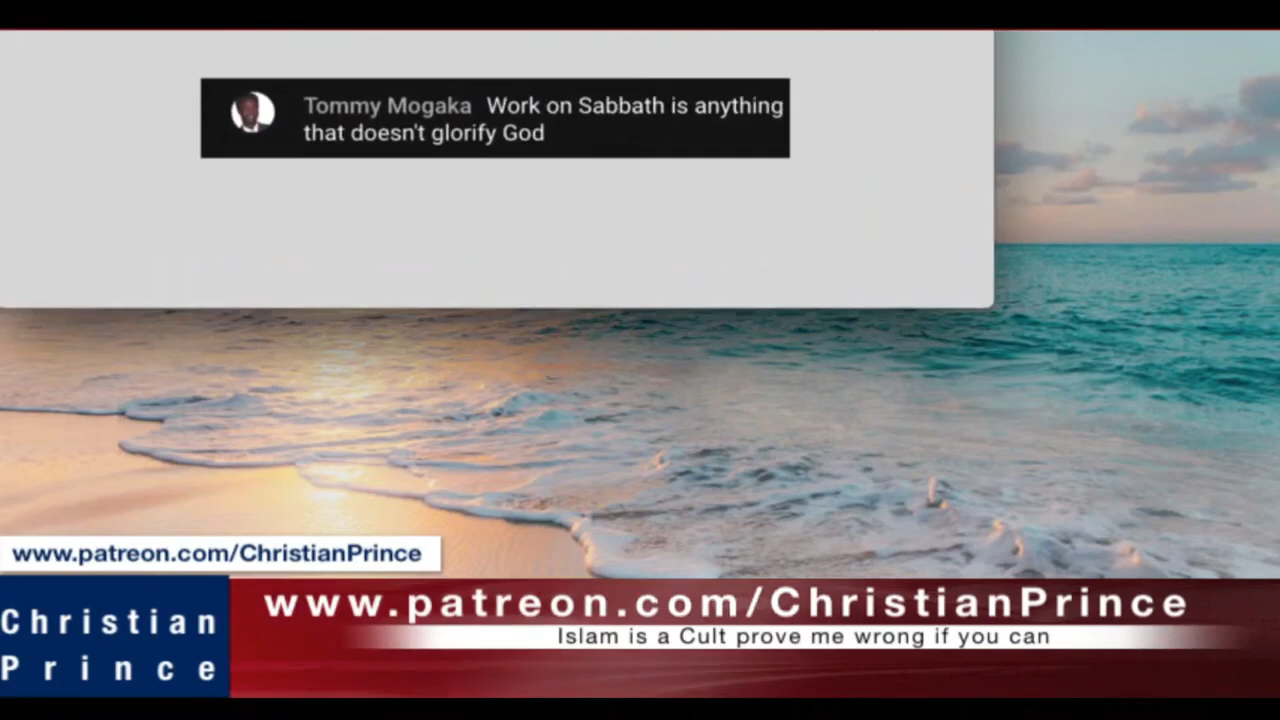 Tommy Mogaka Work on Sabbath is anything
that doesn't glorify God
www.patreon.com/ChristianPrince
Christian
Prince
www.patreon.com/ChristianPrince
Islam is a Cult prove me wrong if you can